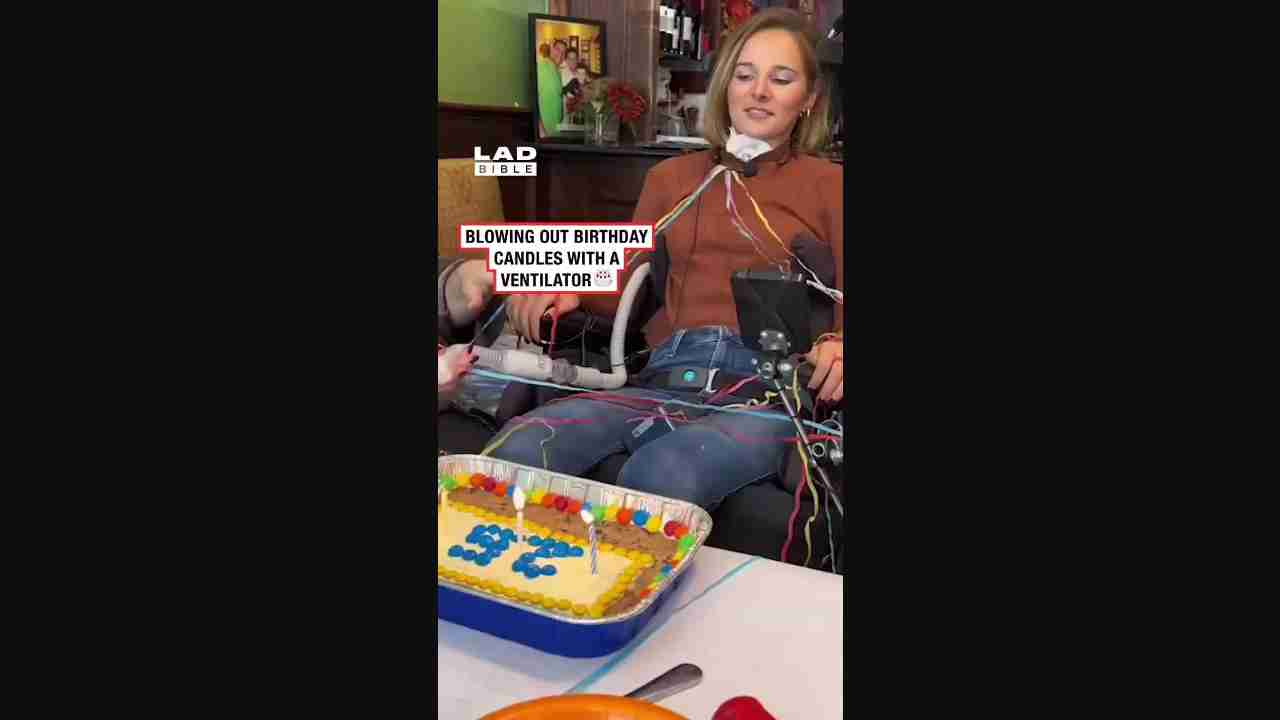 LAD
BIBLE
BLOWING OUT BIRTHDAY
CANDLES WITH A
VENTILATOR